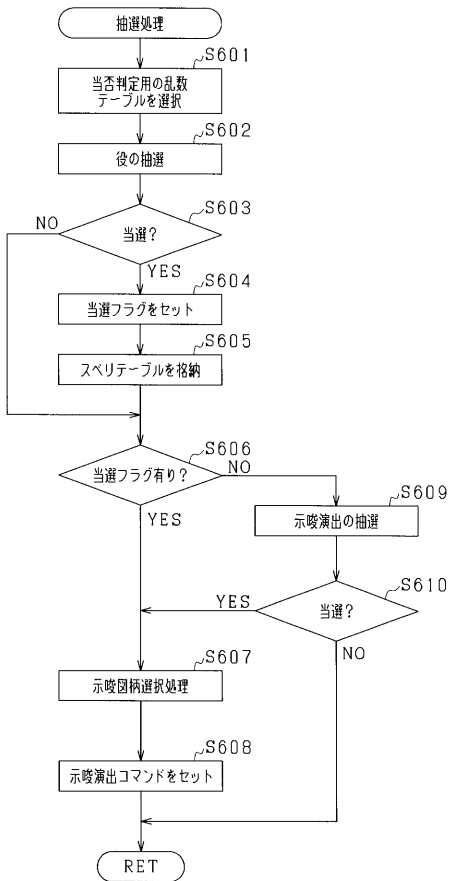 抽選処理
S601
当否判定用の乱数
テーブルを選択
S602
役の抽選
S603
当選?
NO
YES
S604
当選フラグをセット
S605
スベリテーブルを格納
S606
当選フラグ有り?
NO
YES
S609
示唆演出の抽選
S610
当選?
YES
NO
S607
示唆図柄選択処理
S608
示唆演出コマンドをセット
RET